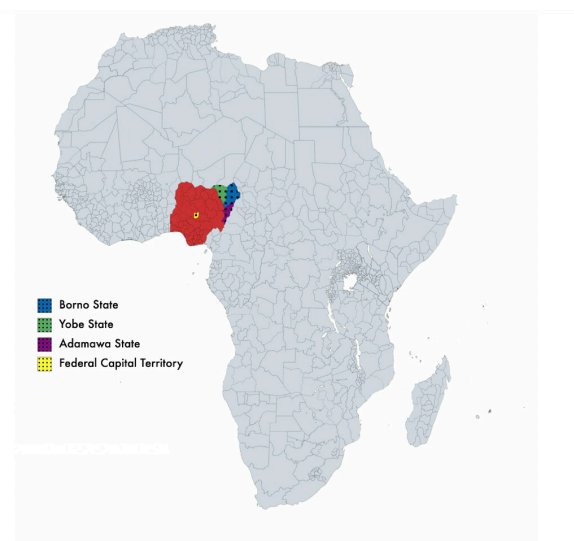 Borno State
Yobe State
Adamawa State
Federal Capital Territory